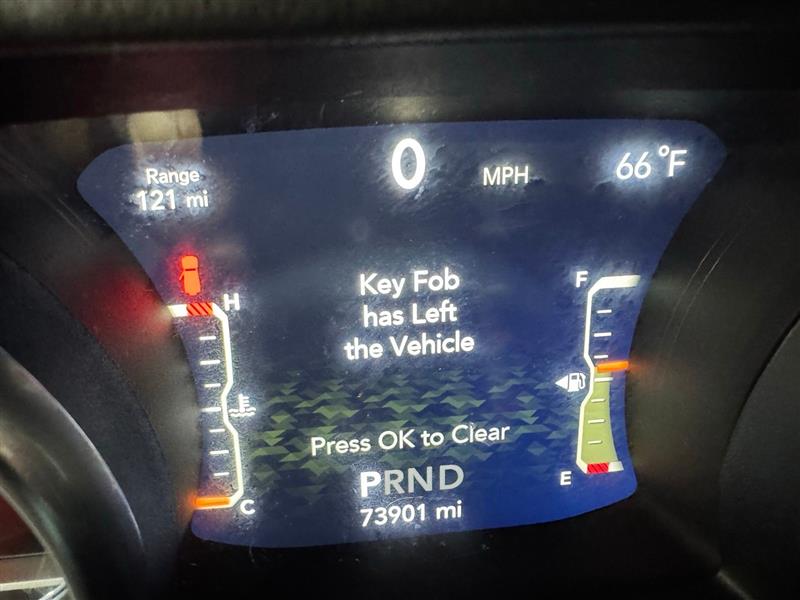 Range
121 mi
0 MPH
66°F
H
F
Key Fob
has Left
the Vehicle
Press OK to Clear
C
E
PRND
73901 mi